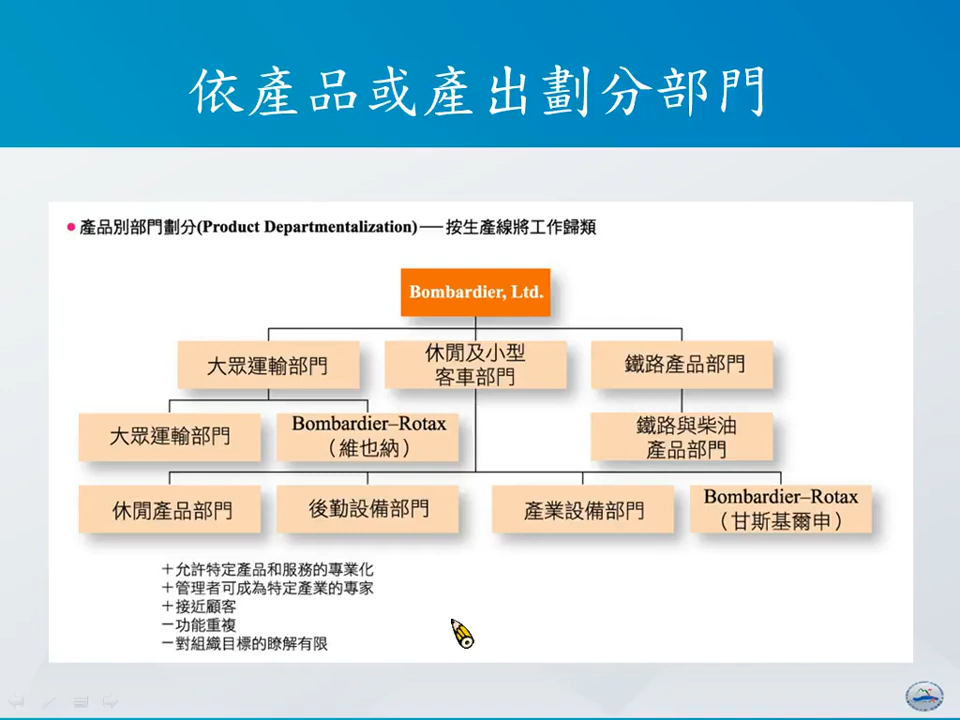 依產品或產出劃分部門
● 產品別部門劃分(Product Departmentalization)——按生產線將工作歸類
Bombardier, Ltd.
大眾運輸部門
休閒及小型
客車部門
鐵路產品部門
大眾運輸部門
Bombardier–Rotax
（維也納）
鐵路與柴油
產品部門
休閒產品部門
後勤設備部門
產業設備部門
Bombardier–Rotax
（甘斯基爾申）
＋允許特定產品和服務的專業化
＋管理者可成為特定產業的專家
＋接近顧客
－功能重複
－對組織目標的瞭解有限